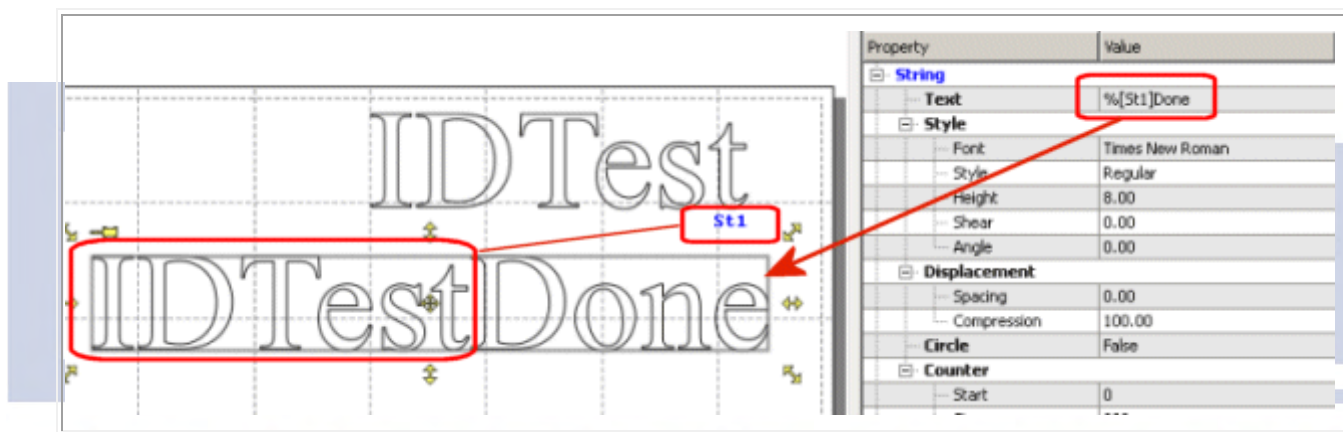 IDTest
St1
IDTestDone
Property Value
String
Text %[St1]Done
Style
Font Times New Roman
Style Regular
Height 8.00
Shear 0.00
Angle 0.00
Displacement
Spacing 0.00
Compression 100.00
Circle False
Counter
Start 0